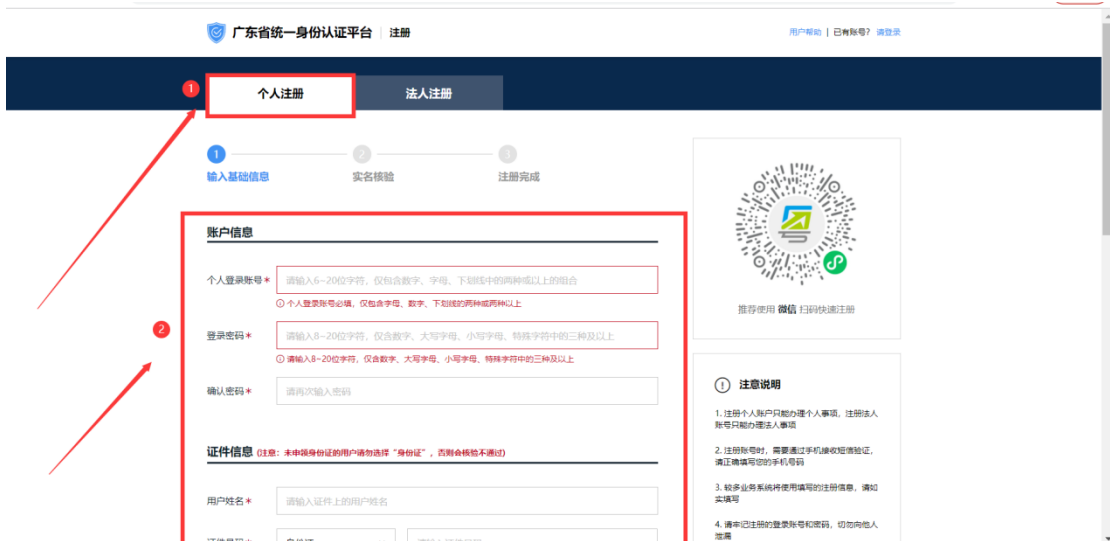 广东省统一身份认证平台 | 注册
用户帮助 | 已有账号？ 请登录
1
个人注册
法人注册
1
2
3
输入基础信息
实名核验
注册完成
账户信息
个人登录账号*
请输入6-20位字符，仅包含数字、字母、下划线中的两种或以上的组合
个人登录账号必填，仅包含字母、数字、下划线的两种或两种以上
2
登录密码*
请输入8-20位字符，仅含数字、大写字母、小写字母、特殊字符中的三种及以上
请输入8-20位字符，仅含数字、大写字母、小写字母、特殊字符中的三种及以上
确认密码*
请再次输入密码
证件信息 (注意：未申领身份证的用户请勿选择“身份证”，否则会核验不通过)
用户姓名*
请输入证件上的用户姓名
推荐使用 微信 扫码快速注册
注意说明
1. 注册个人账户只能办理个人事项，注册法人
账号只能办理法人事项
2. 注册账号时，需要通过手机接收短信验证，
请正确填写您的手机号码
3. 较多业务系统将使用填写的注册信息，请如
实填写
4. 请牢记注册的登录账号和密码，切勿向他人
泄漏